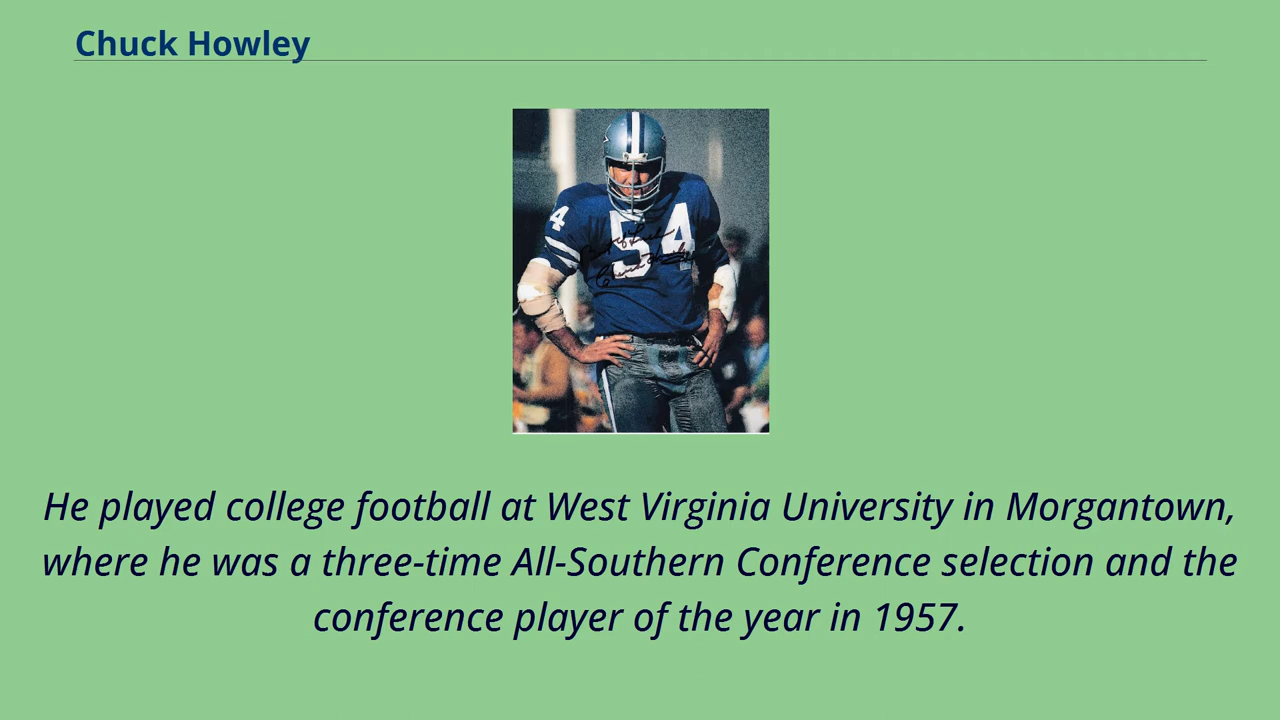 Chuck Howley
4
54
He played college football at West Virginia University in Morgantown,
where he was a three-time All-Southern Conference selection and the
conference player of the year in 1957.